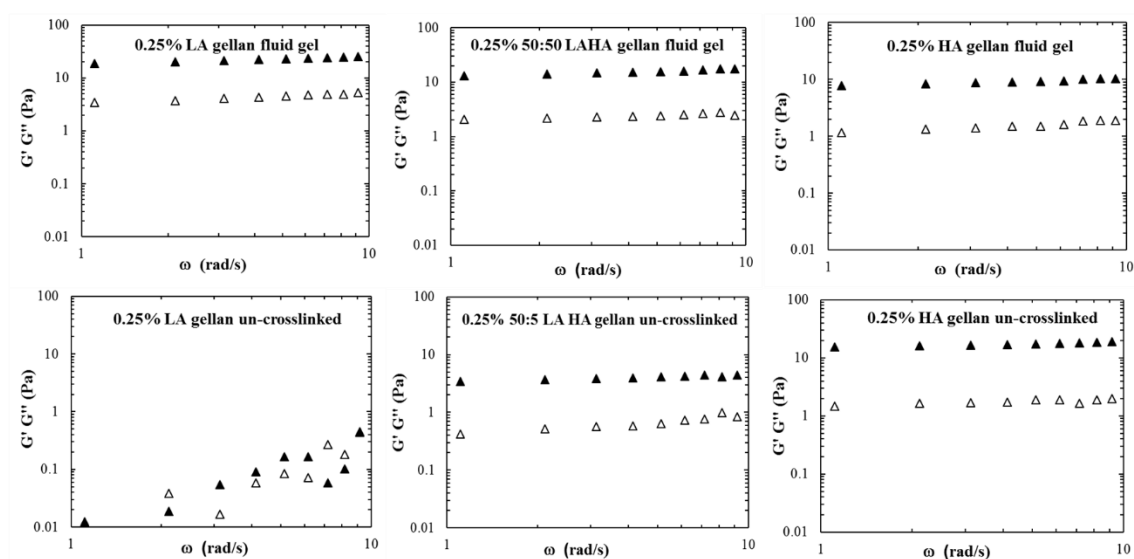 0.25% LA gellan fluid gel
100
10
1
0.1
0.01
G' G'' (Pa)
1
10
ω (rad/s)
0.25% 50:50 LAHA gellan fluid gel
100
10
1
0.1
0.01
G' G'' (Pa)
1
10
ω (rad/s)
0.25% HA gellan fluid gel
100
10
1
0.1
0.01
G' G'' (Pa)
1
10
ω (rad/s)
0.25% LA gellan un-crosslinked
100
10
1
0.1
0.01
G' G'' (Pa)
1
10
ω (rad/s)
0.25% 50:5 LA HA gellan un-crosslinked
100
10
1
0.1
0.01
G' G'' (Pa)
1
10
ω (rad/s)
0.25% HA gellan un-crosslinked
100
10
1
0.1
0.01
G' G'' (Pa)
1
10
ω (rad/s)